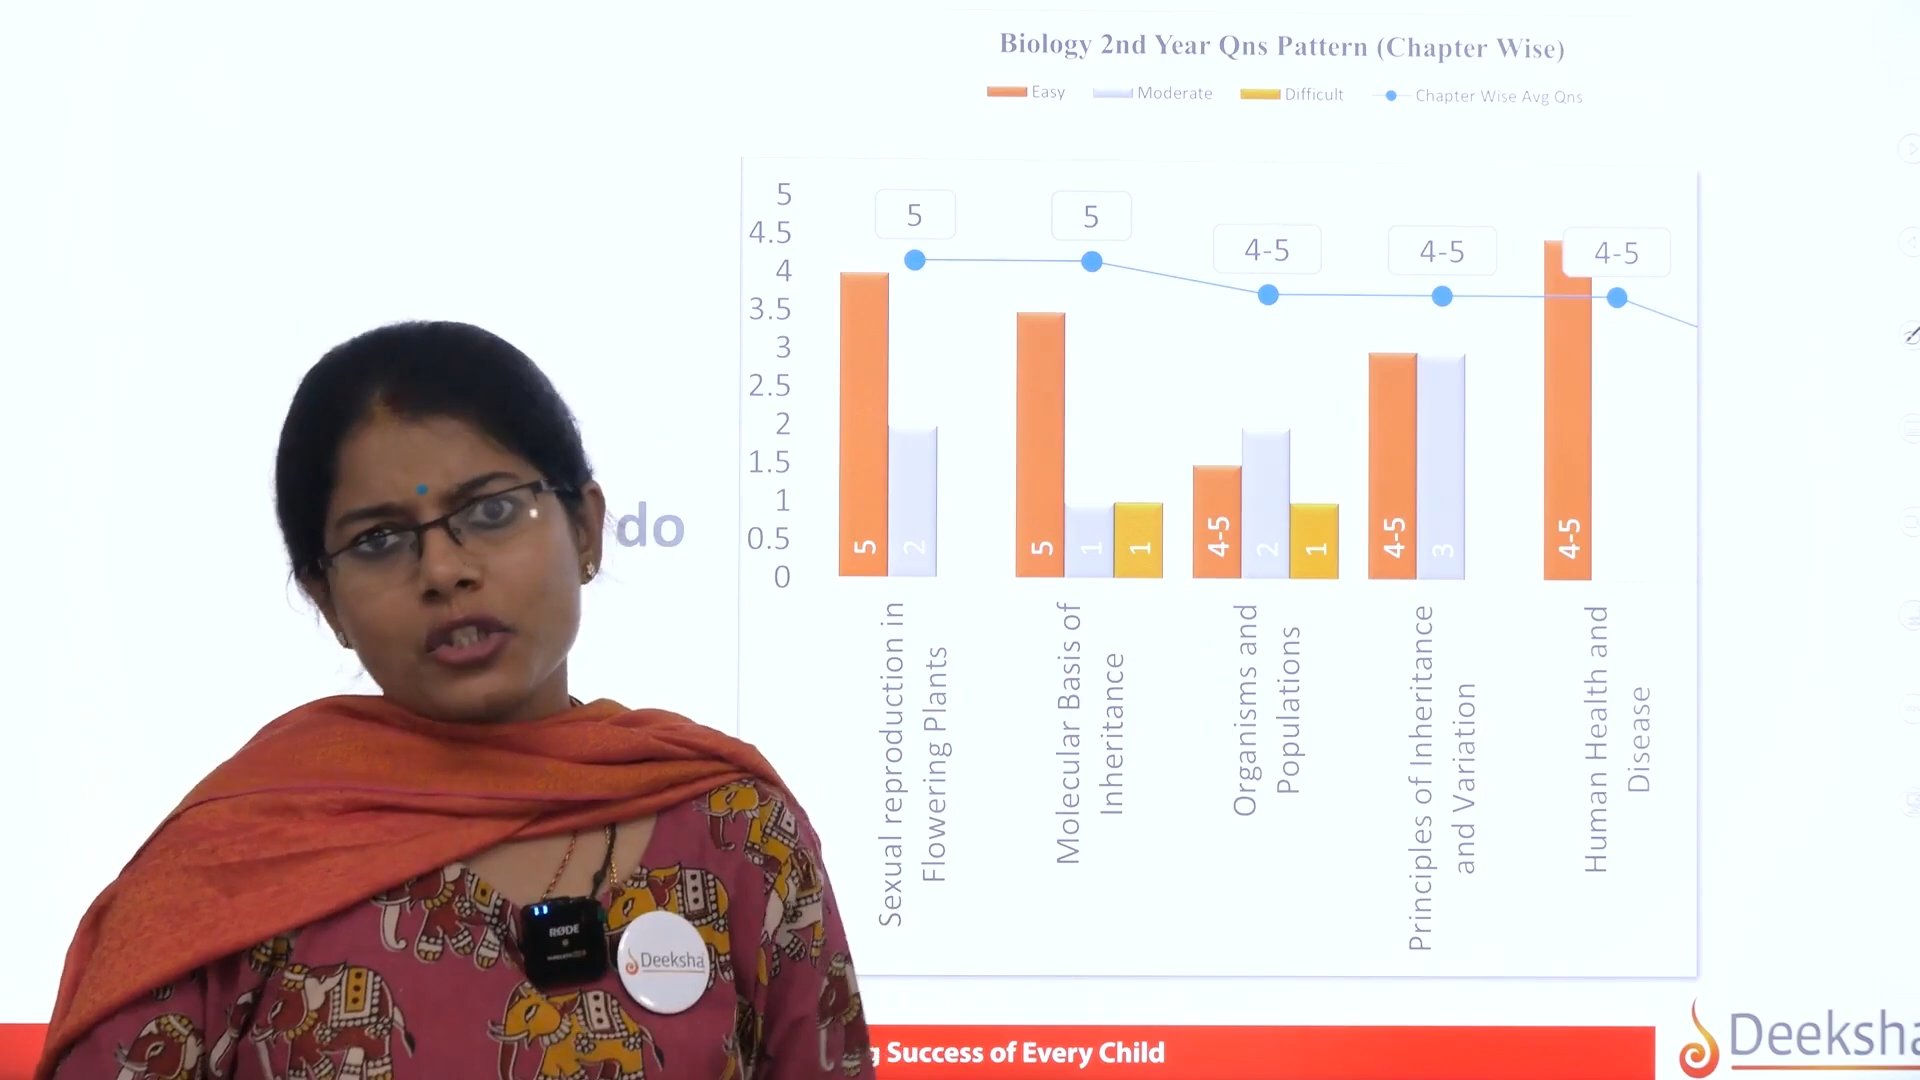 Biology 2nd Year Qns Pattern (Chapter Wise)
Easy Moderate Difficult Chapter Wise Avg Qns
5
4.5
4
3.5
3
2.5
2
1.5
1
0.5
0
5 5 4-5 4-5 4-5
5 2 5 1 1 4-5 2 1 4-5 3 4-5
Sexual reproduction in
Flowering Plants
Molecular Basis of
Inheritance
Organisms and
Populations
Principles of Inheritance
and Variation
Human Health and
Disease
do
RØDE
Deeksha
Success of Every Child
Deeksha